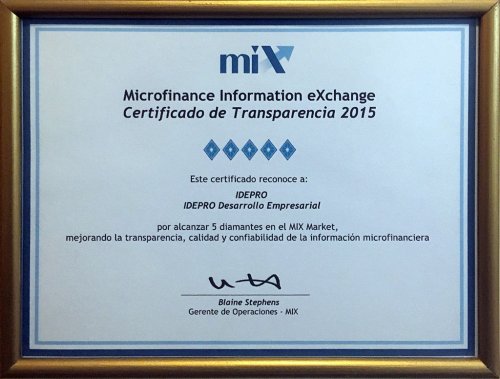 mix
Microfinance Information eXchange
Certificado de Transparencia 2015
Este certificado reconoce a:
IDEPRO
IDEPRO Desarrollo Empresarial
por alcanzar 5 diamantes en el MIX Market,
mejorando la transparencia, calidad y confiabilidad de la información microfinanciera
Blaine Stephens
Gerente de Operaciones - MIX